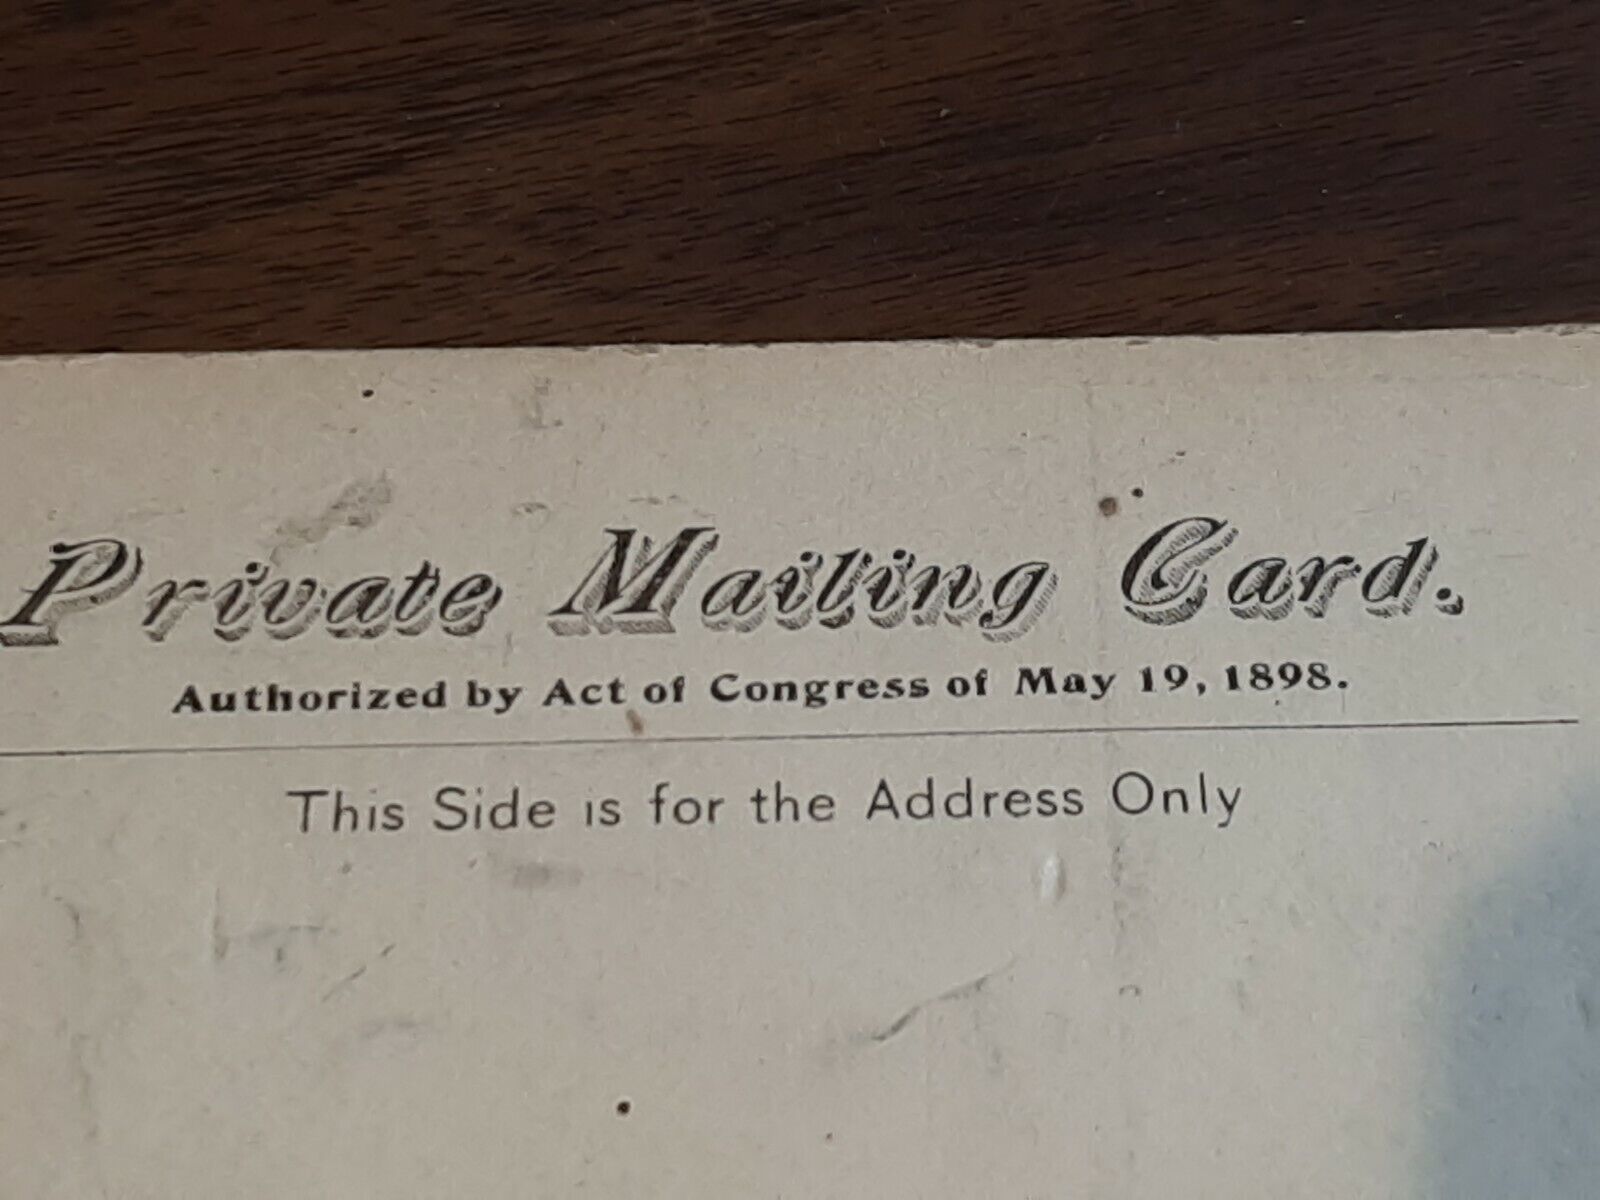 Private Mailing Card.
Authorized by Act of Congress of May 19, 1898.
This Side is for the Address Only